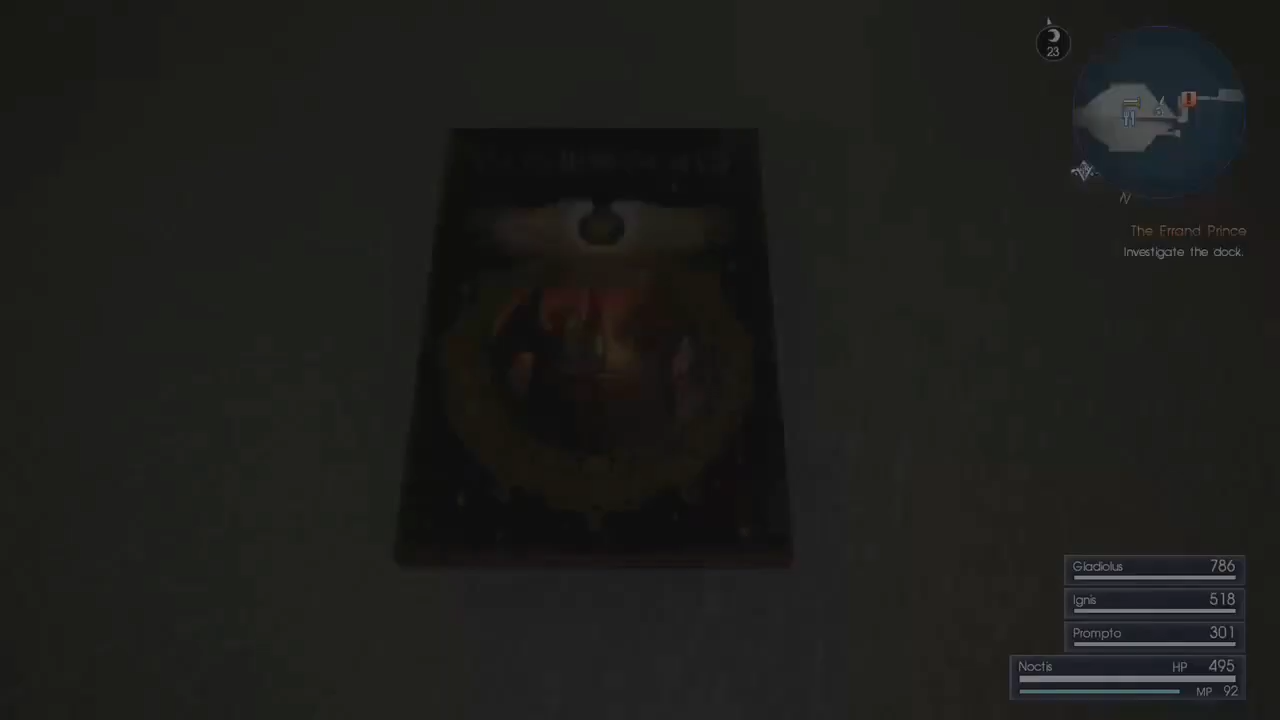 23
N
The Errand Prince
Investigate the dock.
Gladiolus 786
Ignis 518
Prompto 301
Noctis HP 495
MP 92